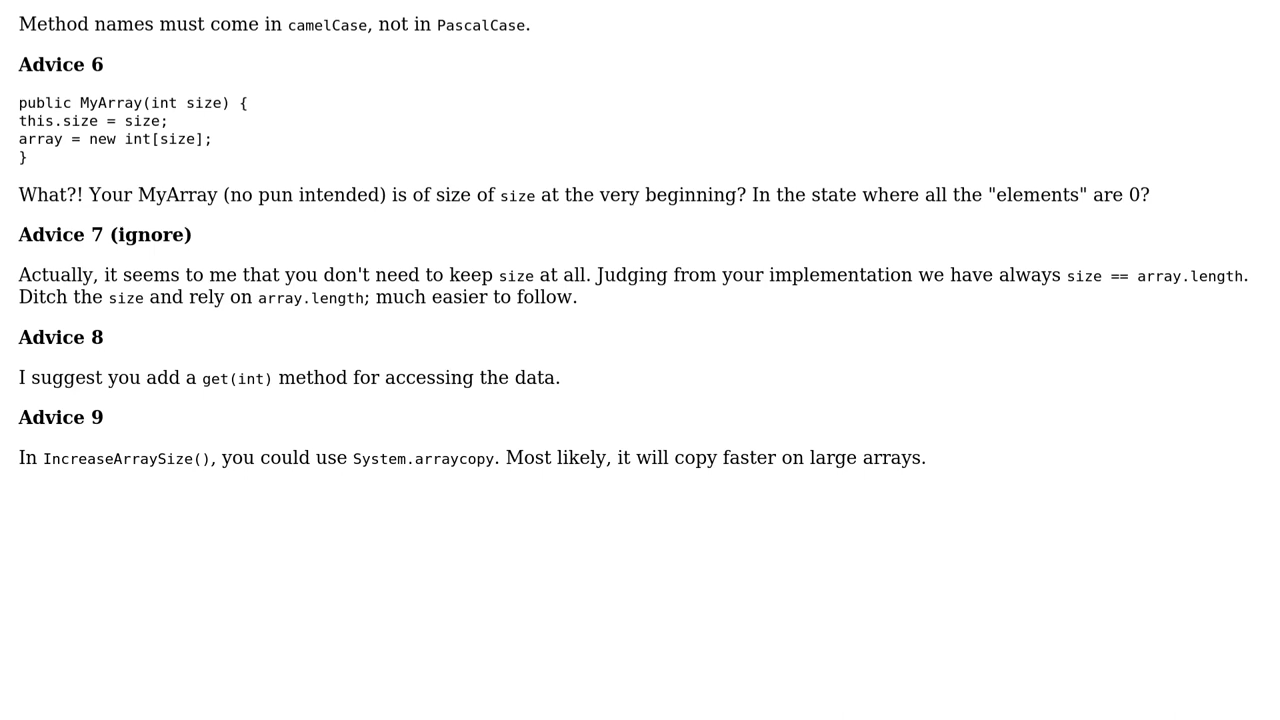 Method names must come in camelCase, not in PascalCase.
Advice 6
public MyArray(int size) {
this.size = size;
array = new int[size];
}
What?! Your MyArray (no pun intended) is of size of size at the very beginning? In the state where all the "elements" are 0?
Advice 7 (ignore)
Actually, it seems to me that you don't need to keep size at all. Judging from your implementation we have always size == array.length.
Ditch the size and rely on array.length; much easier to follow.
Advice 8
I suggest you add a get(int) method for accessing the data.
Advice 9
In IncreaseArraySize(), you could use System.arraycopy. Most likely, it will copy faster on large arrays.